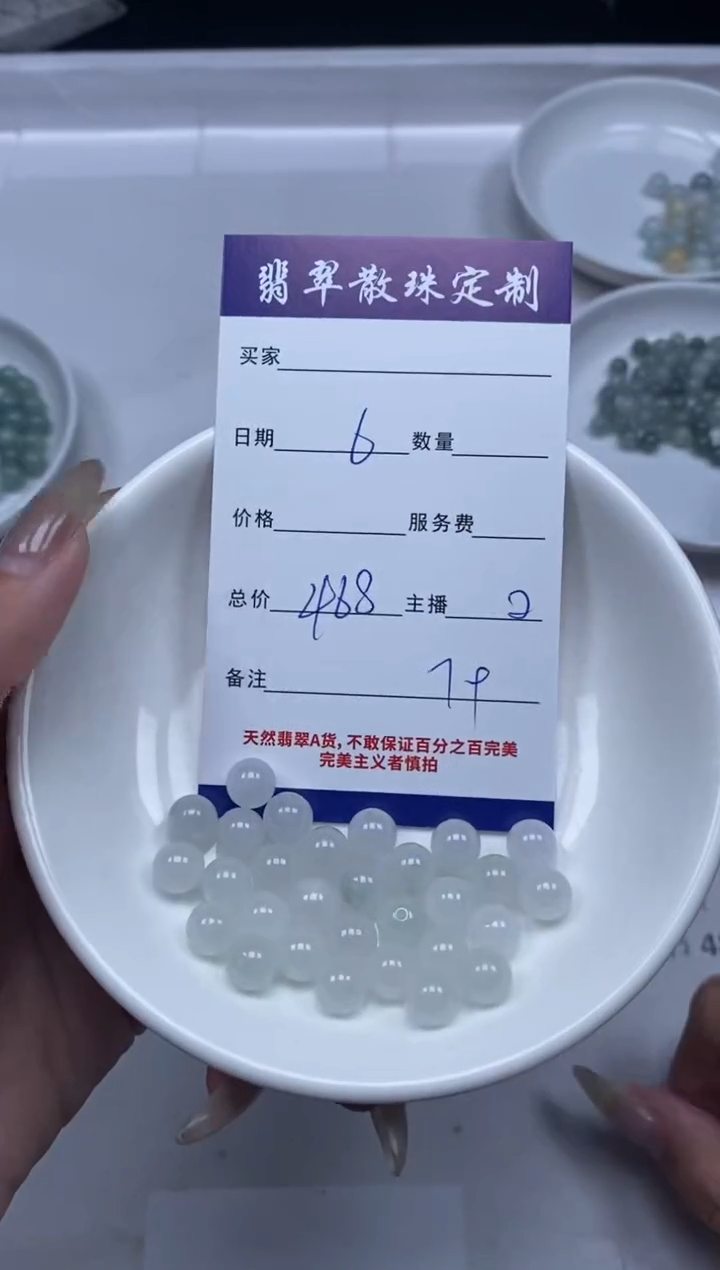 翡翠散珠定制
买家
日期 6 数量
价格 服务费
总价 468 主播 2
备注 19
天然翡翠A货,不敢保证百分之百完美
完美主义者慎拍